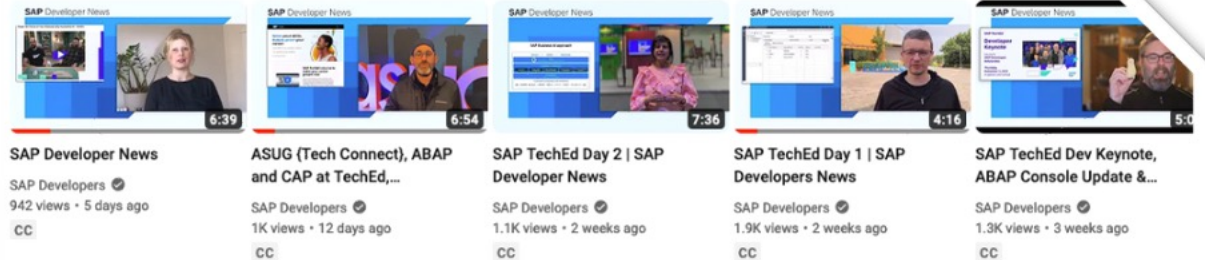 SAP Developer News
6:39
SAP Developer News
SAP Developers
942 views • 5 days ago
CC
SAP Developer News
asug
6:54
ASUG {Tech Connect}, ABAP
and CAP at TechEd,...
SAP Developers
1K views • 12 days ago
CC
SAP Developer News
7:36
SAP TechEd Day 2 | SAP
Developer News
SAP Developers
1.1K views • 2 weeks ago
CC
SAP Developer News
4:16
SAP TechEd Day 1 | SAP
Developers News
SAP Developers
1.9K views • 2 weeks ago
CC
SAP Developer News
Developer
Keynote
5:0
SAP TechEd Dev Keynote,
ABAP Console Update &...
SAP Developers
1.3K views • 3 weeks ago
CC